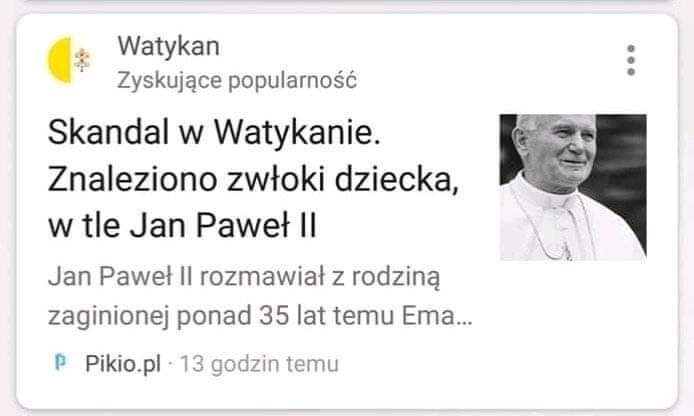 Watykan
Zyskujące popularność
Skandal w Watykanie.
Znaleziono zwłoki dziecka,
w tle Jan Paweł II
Jan Paweł II rozmawiał z rodziną
zaginionej ponad 35 lat temu Ema...
Pikio.pl · 13 godzin temu